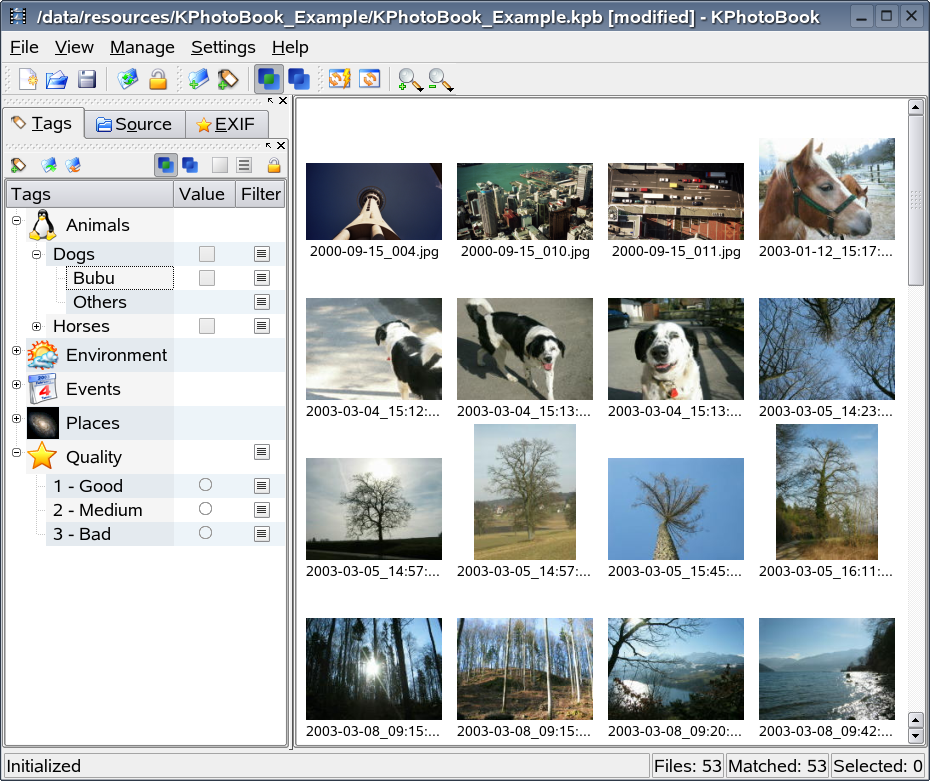 /data/resources/KPhotoBook_Example/KPhotoBook_Example.kpb [modified] - KPhotoBook
File View Manage Settings Help
Tags Source EXIF
Tags Value Filter
Animals
Dogs
Bubu
Others
Horses
Environment
Events
Places
Quality
1 - Good
2 - Medium
3 - Bad
2000-09-15_004.jpg 2000-09-15_010.jpg 2000-09-15_011.jpg 2003-01-12_15:17:...
2003-03-04_15:12:... 2003-03-04_15:13:... 2003-03-04_15:13:... 2003-03-05_14:23:...
2003-03-05_14:57:... 2003-03-05_14:57:... 2003-03-05_15:45:... 2003-03-05_16:11:...
2003-03-08_09:15:... 2003-03-08_09:15:... 2003-03-08_09:20:... 2003-03-08_09:42:...
Initialized Files: 53 Matched: 53 Selected: 0